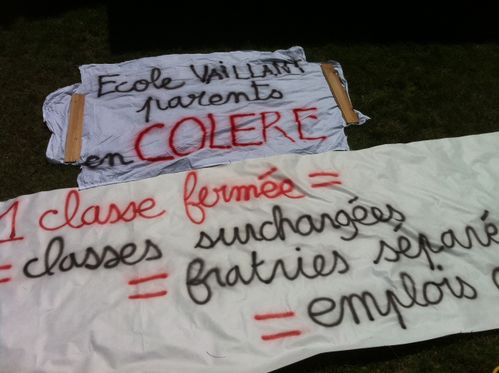 Ecole VAILLANT
parents
en COLERE
1 classe fermée =
= classes surchargées
= fratries séparé
= emplois